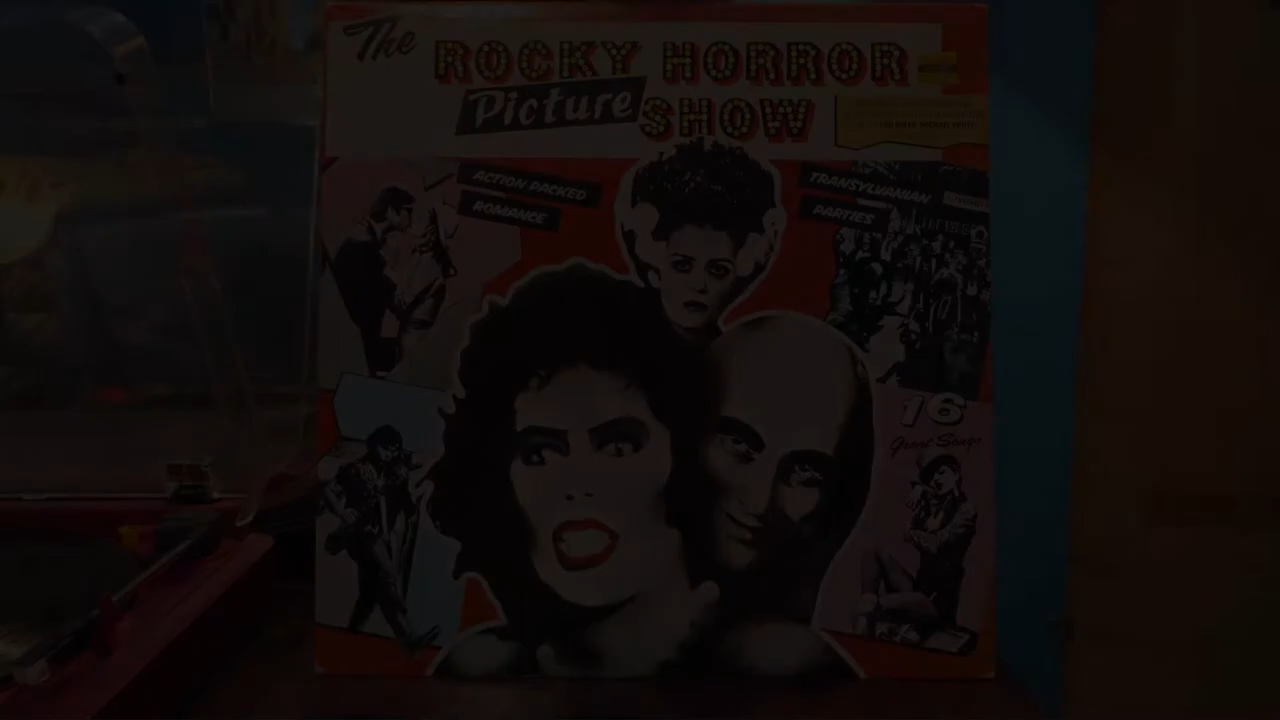 The
ROCKY HORROR
Picture SHOW
ACTION PACKED
ROMANCE
TRANSYLVANIAN
PARTIES
16
Great Songs